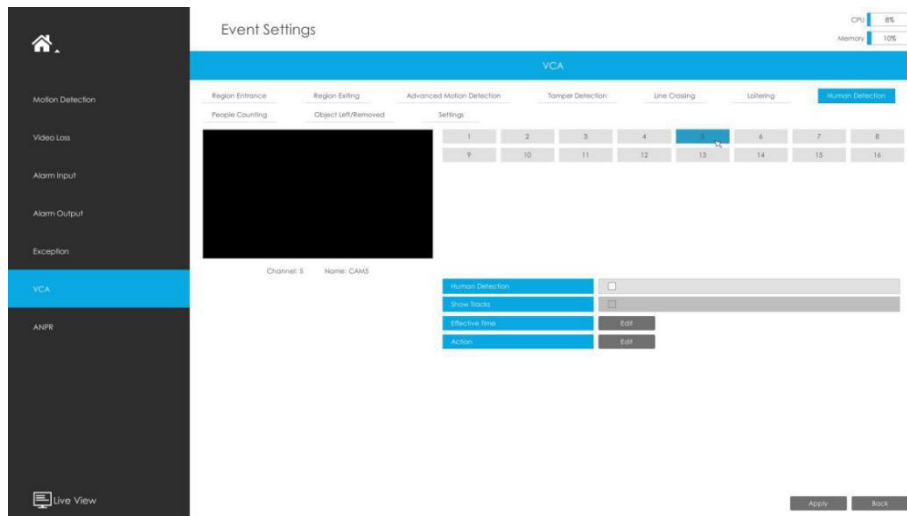 Event Settings
CPU 8%
Memory 10%
VCA
Motion Detection
Video Loss
Alarm Input
Alarm Output
Exception
VCA
ANPR
Live View
Region Entrance Region Exiting Advanced Motion Detection Tamper Detection Line Crossing Loitering Human Detection
People Counting Object Left/Removed Settings
1 2 3 4 5 6 7 8
9 10 11 12 13 14 15 16
Channel: 5 Name: CAM5
Human Detection
Show Tracks
Effective Time Edit
Action Edit
Apply Back